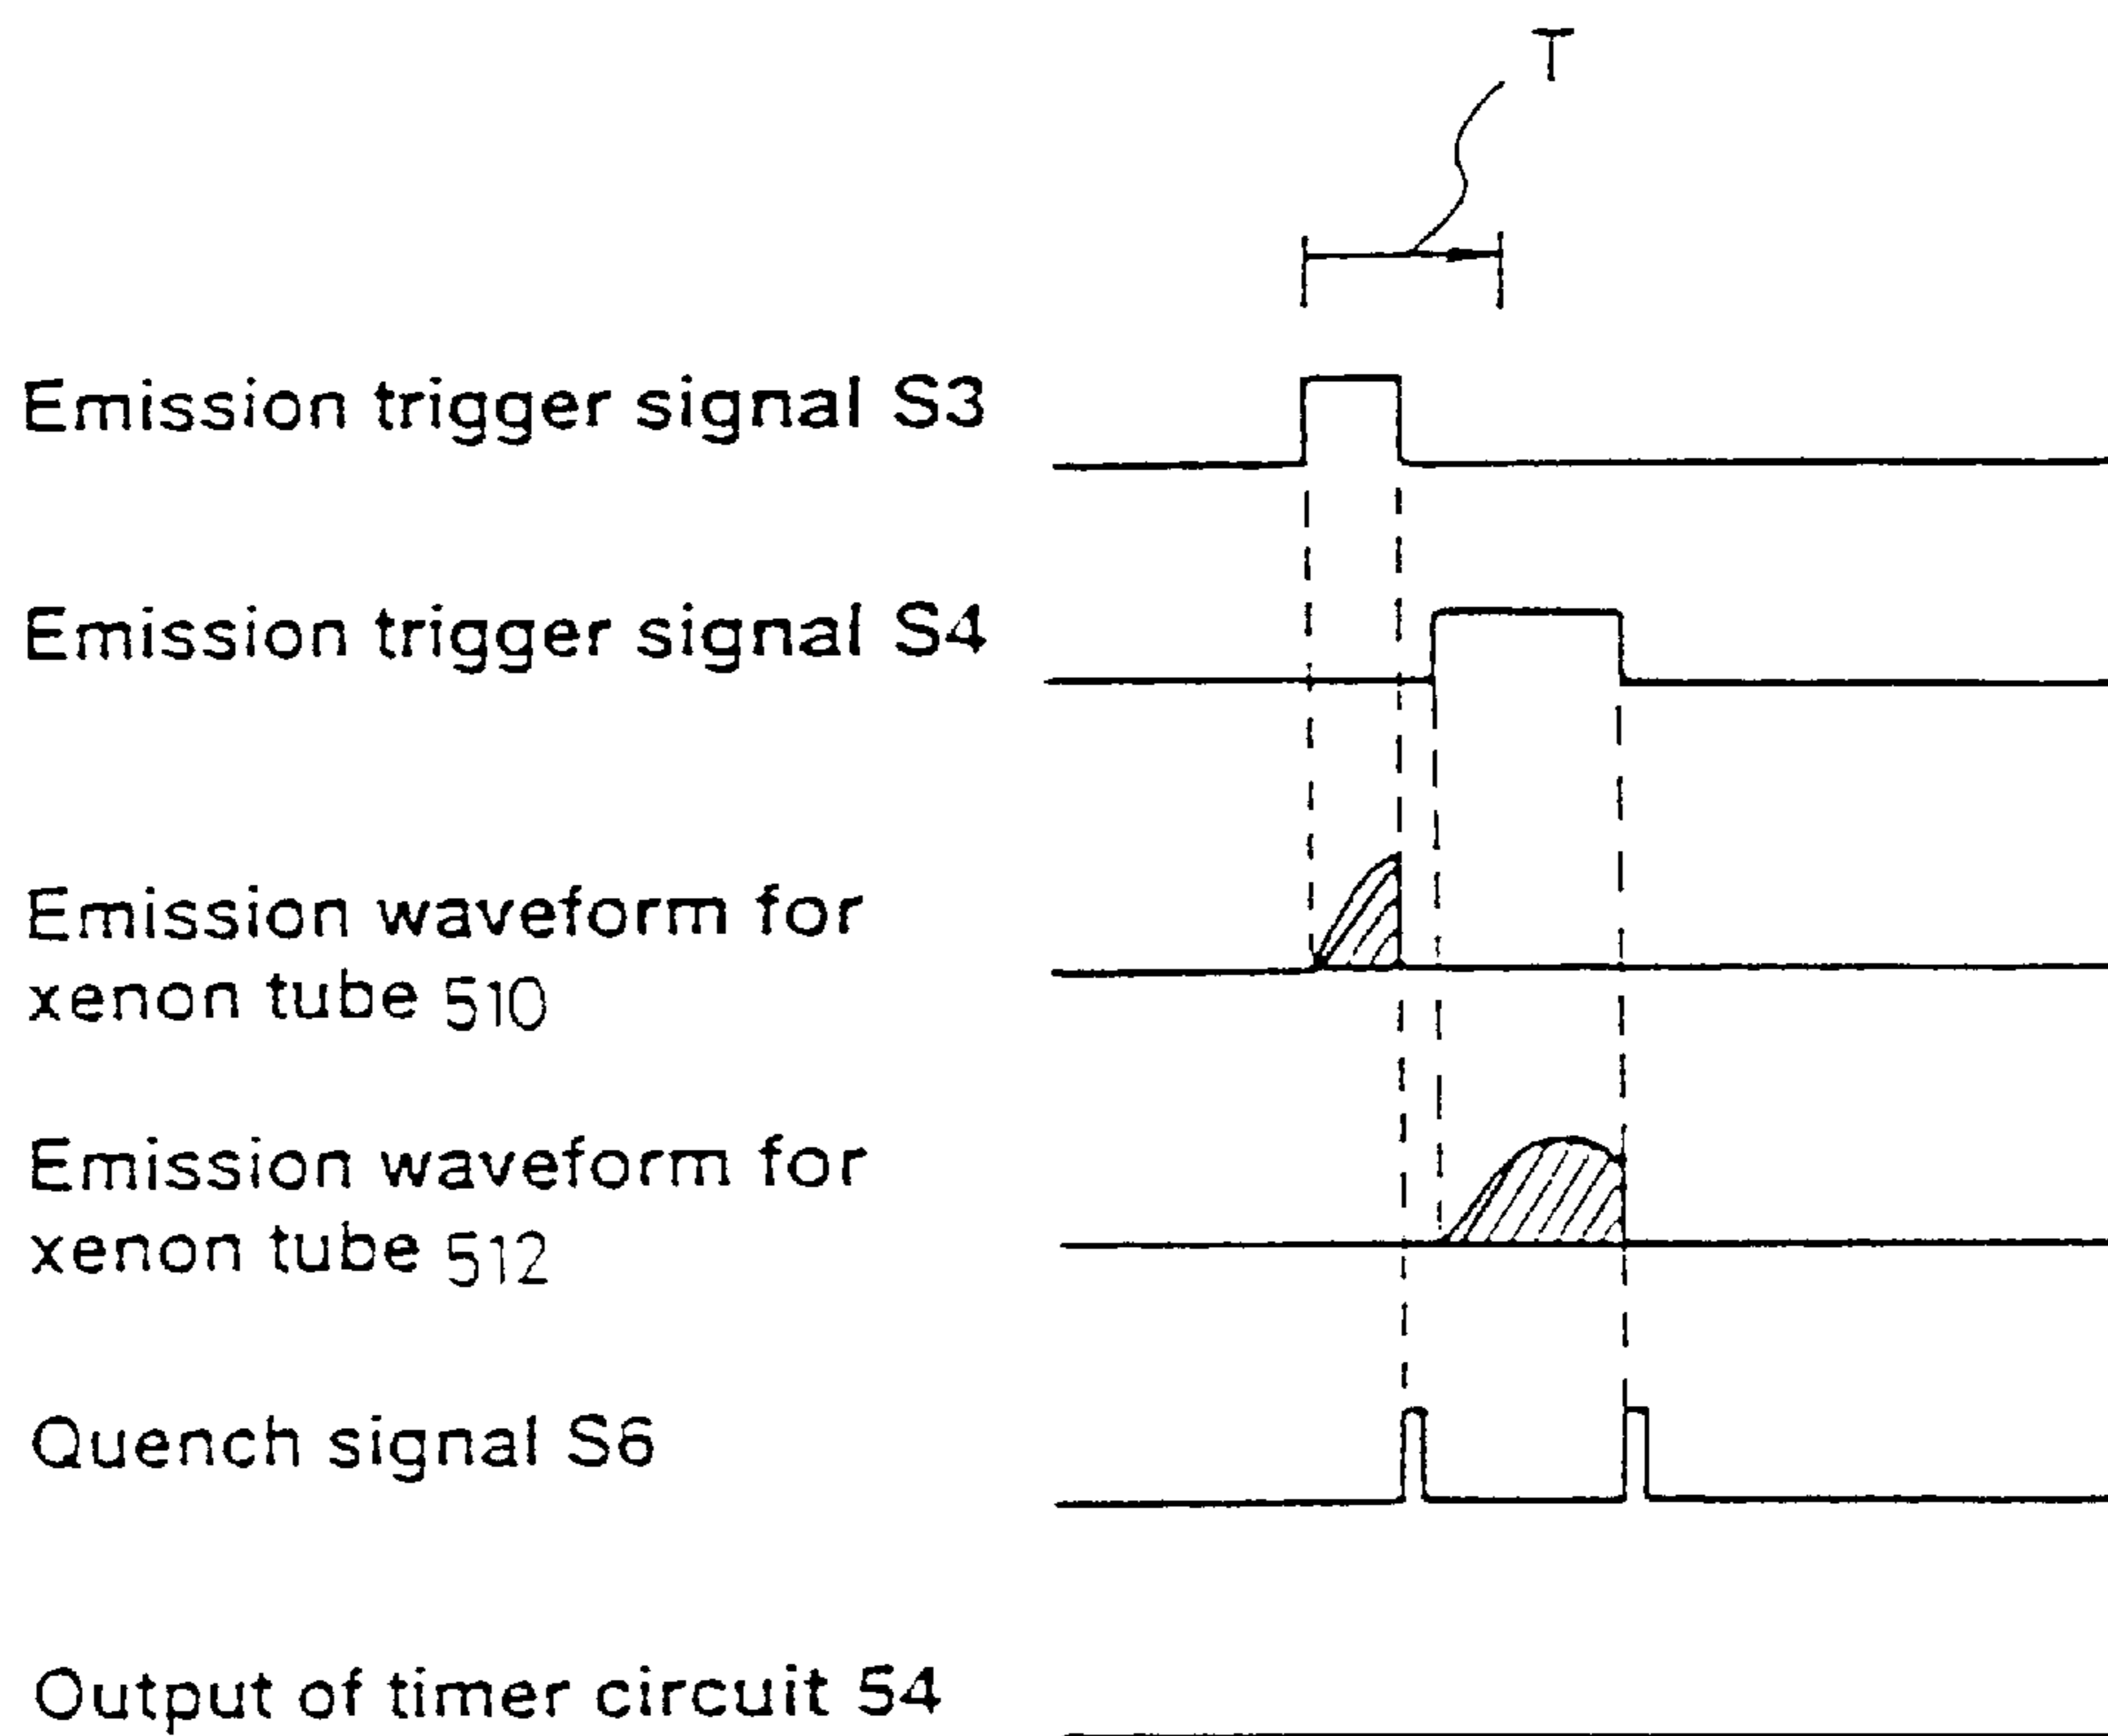 T
Emission trigger signal S3
Emission trigger signal S4
Emission waveform for
xenon tube 510
Emission waveform for
xenon tube 512
Quench signal S6
Output of timer circuit 54